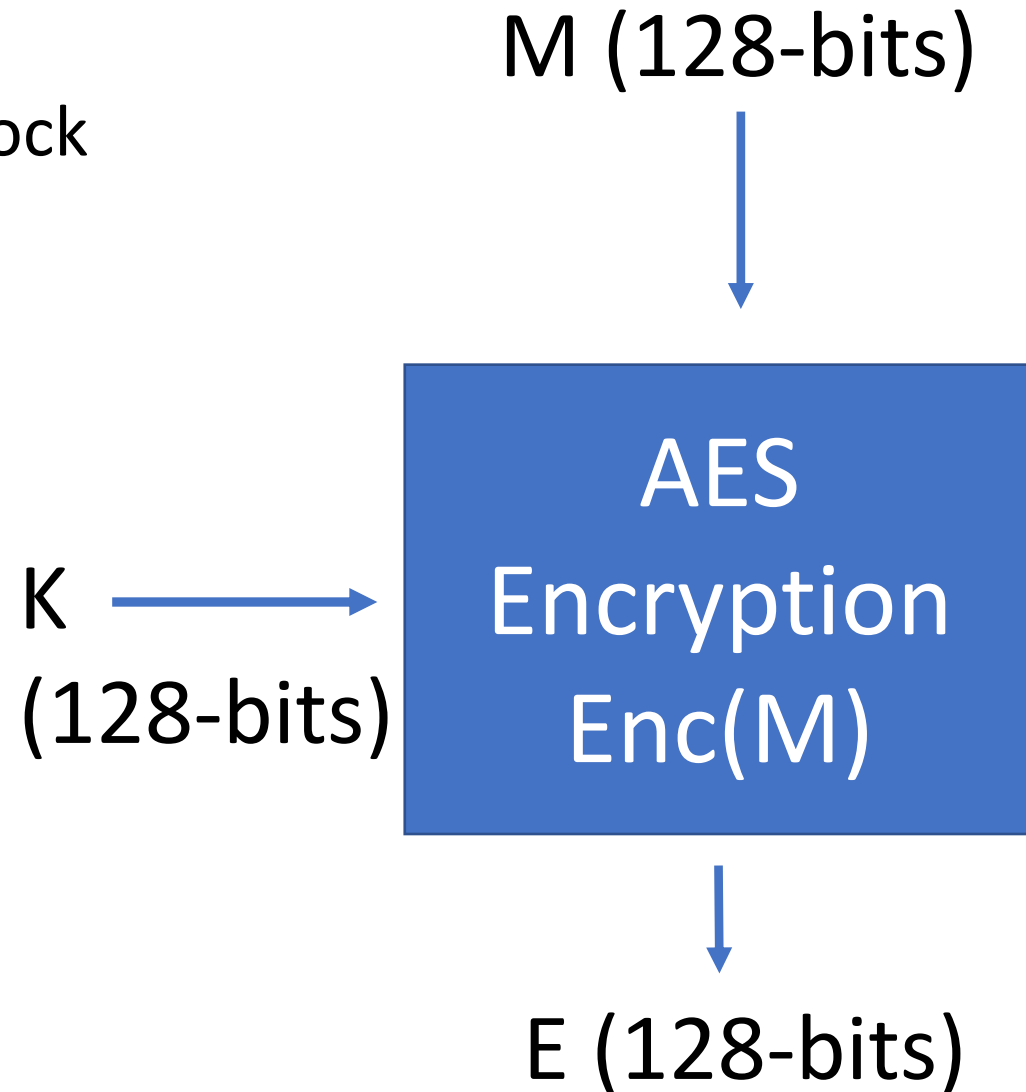 M (128-bits)
ock
AES
Encryption
Enc(M)
K
(128-bits)
E (128-bits)